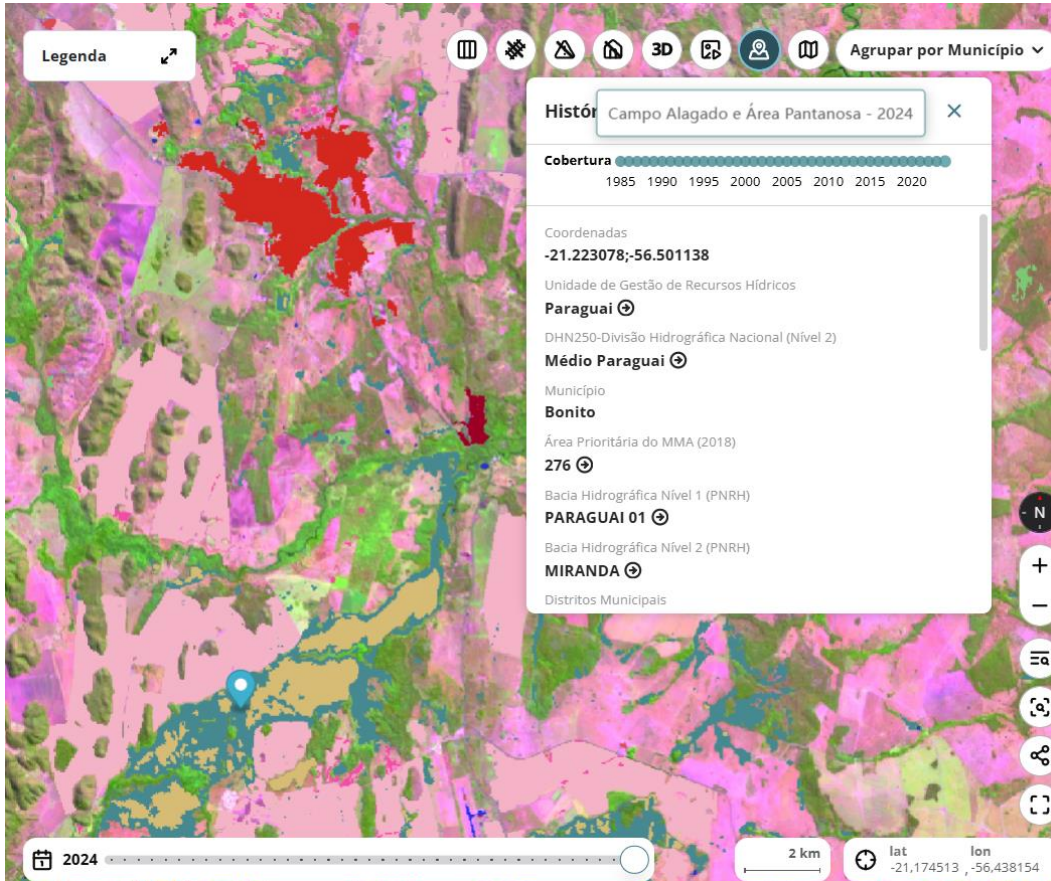 Legenda
3D
Agrupar por Município
Histór
Campo Alagado e Área Pantanosa - 2024
Cobertura
1985 1990 1995 2000 2005 2010 2015 2020
Coordenadas
-21.223078;-56.501138
Unidade de Gestão de Recursos Hídricos
Paraguai
DHN250-Divisão Hidrográfica Nacional (Nível 2)
Médio Paraguai
Município
Bonito
Área Prioritária do MMA (2018)
276
Bacia Hidrográfica Nível 1 (PNRH)
PARAGUAI 01
Bacia Hidrográfica Nível 2 (PNRH)
MIRANDA
Distritos Municipais
- N
+
−
2024
2 km
lat lon
-21,174513 , -56,438154